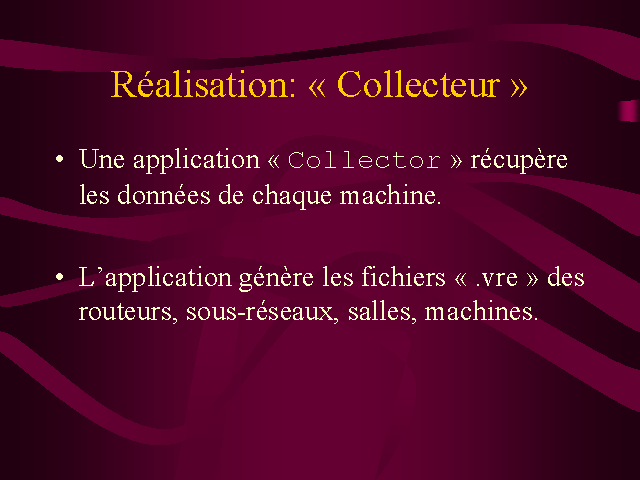 Réalisation: « Collecteur »
• Une application « Collector » récupère
les données de chaque machine.
• L’application génère les fichiers « .vre » des
routeurs, sous-réseaux, salles, machines.